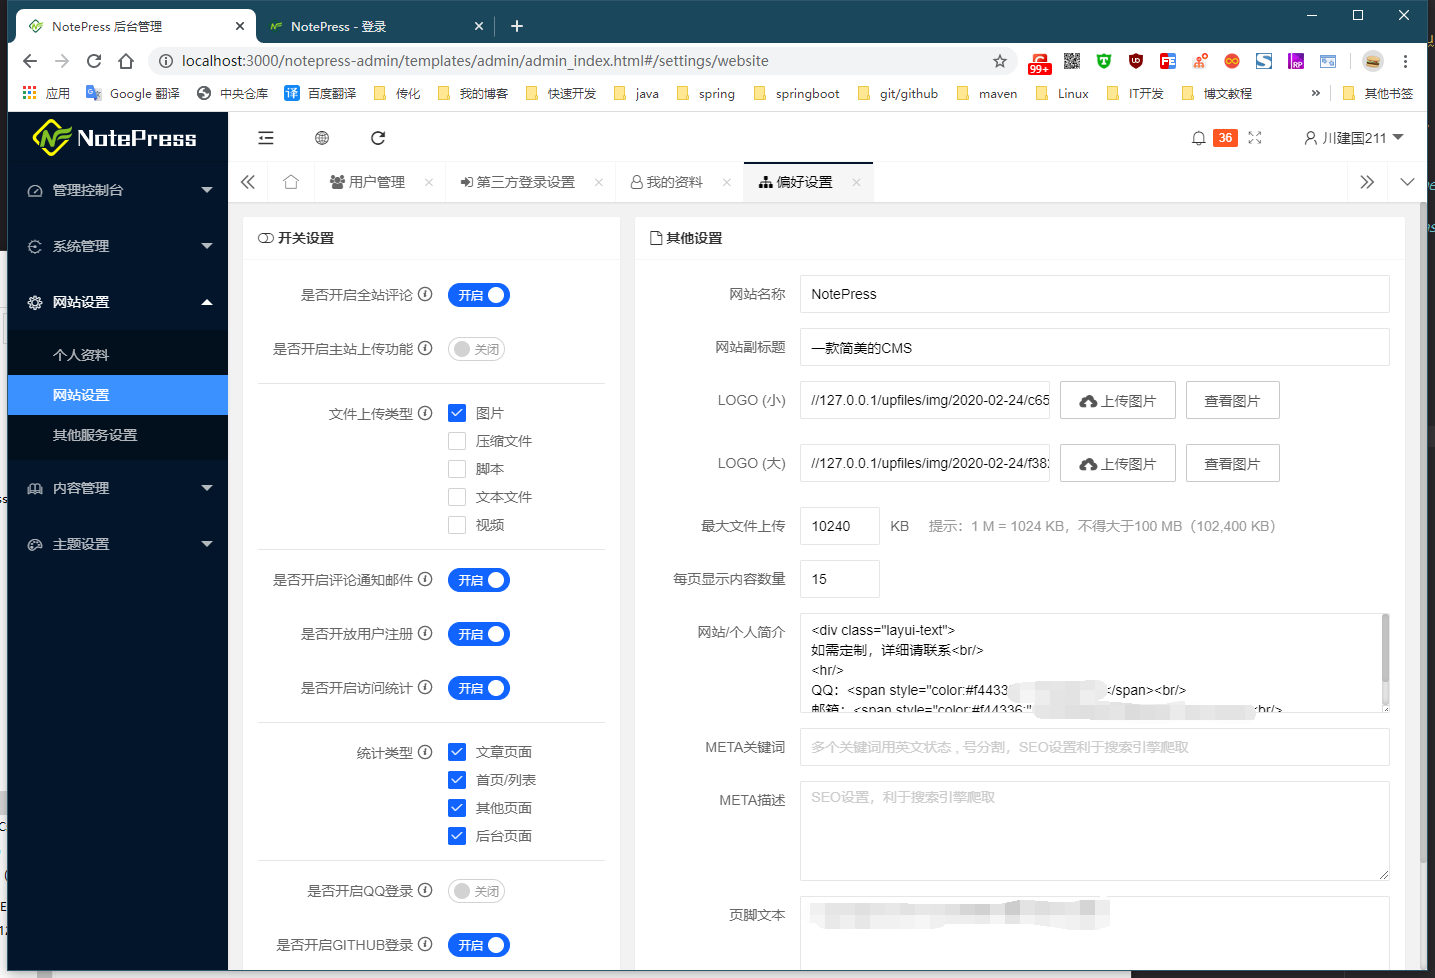 NotePress 后台管理
NotePress - 登录
localhost:3000/notepress-admin/templates/admin/admin_index.html#/settings/website
99+
应用
Google 翻译
中央仓库
百度翻译
传化
我的博客
快速开发
java
spring
springboot
git/github
maven
Linux
IT开发
博文教程
»
其他书签
NotePress
36
川建国211
管理控制台
系统管理
网站设置
个人资料
网站设置
其他服务设置
内容管理
主题设置
用户管理
第三方登录设置
我的资料
偏好设置
开关设置
是否开启全站评论 开启
是否开启主站上传功能 关闭
文件上传类型 图片
压缩文件
脚本
文本文件
视频
是否开启评论通知邮件 开启
是否开放用户注册 开启
是否开启访问统计 开启
统计类型 文章页面
首页/列表
其他页面
后台页面
是否开启QQ登录 关闭
是否开启GITHUB登录 开启
其他设置
网站名称 NotePress
网站副标题 一款简美的CMS
LOGO (小) //127.0.0.1/upfiles/img/2020-02-24/c65 上传图片 查看图片
LOGO (大) //127.0.0.1/upfiles/img/2020-02-24/f382 上传图片 查看图片
最大文件上传 10240 KB 提示：1 M = 1024 KB，不得大于100 MB（102,400 KB）
每页显示内容数量 15
网站/个人简介 <div class="layui-text">
如需定制，详细请联系<br/>
<hr/>
QQ：<span style="color:#f4433 </span><br/>
邮箱：<span style="color:#f44336;" <br/>
META关键词 多个关键词用英文状态 , 号分割，SEO设置利于搜索引擎爬取
META描述 SEO设置，利于搜索引擎爬取
页脚文本